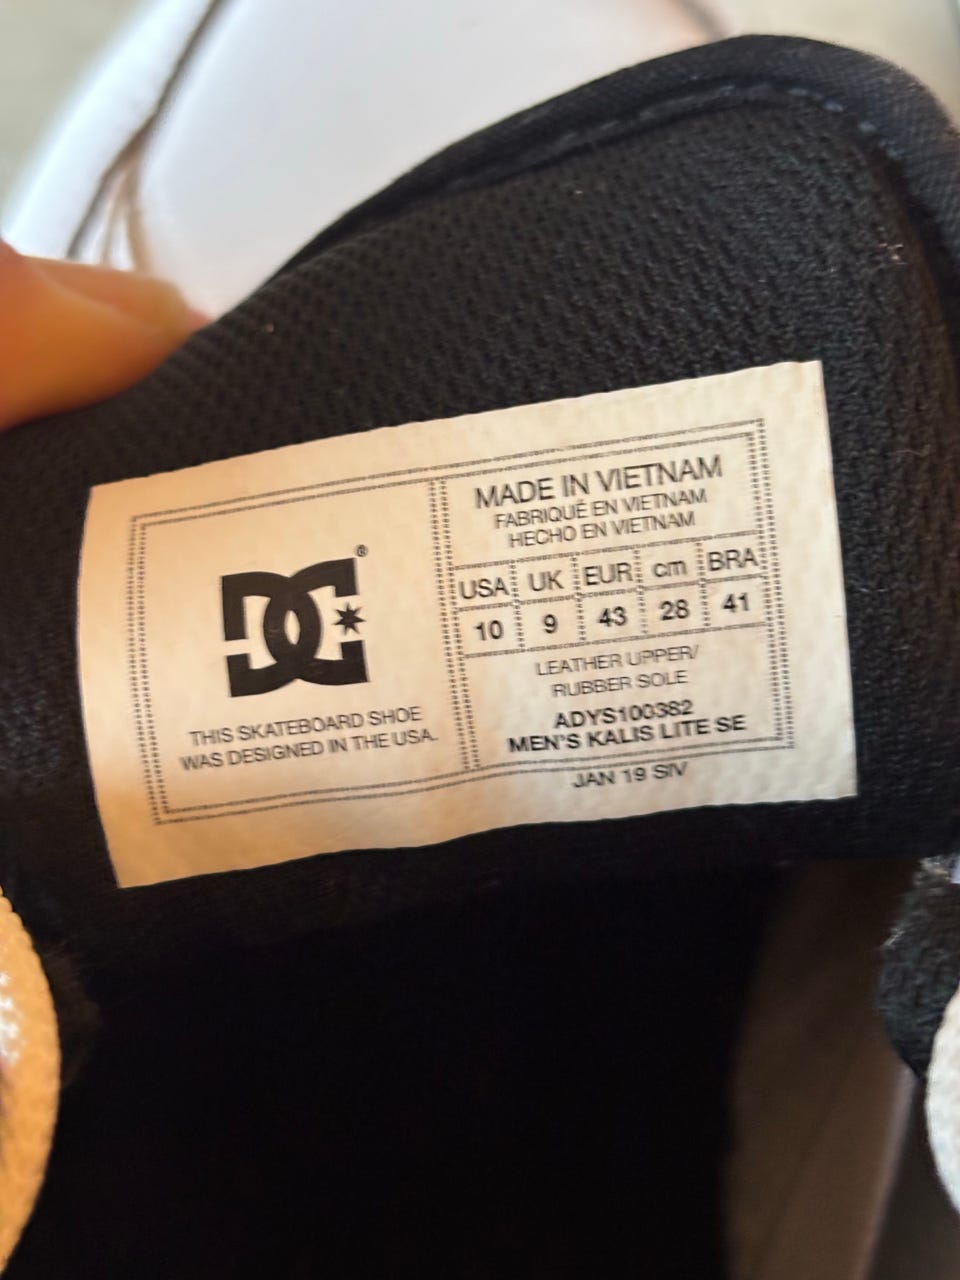 DC®
THIS SKATEBOARD SHOE
WAS DESIGNED IN THE USA.
MADE IN VIETNAM
FABRIQUÉ EN VIETNAM
HECHO EN VIETNAM
USA UK EUR cm BRA
10 9 43 28 41
LEATHER UPPER/
RUBBER SOLE
ADYS100382
MEN'S KALIS LITE SE
JAN 19 SIV